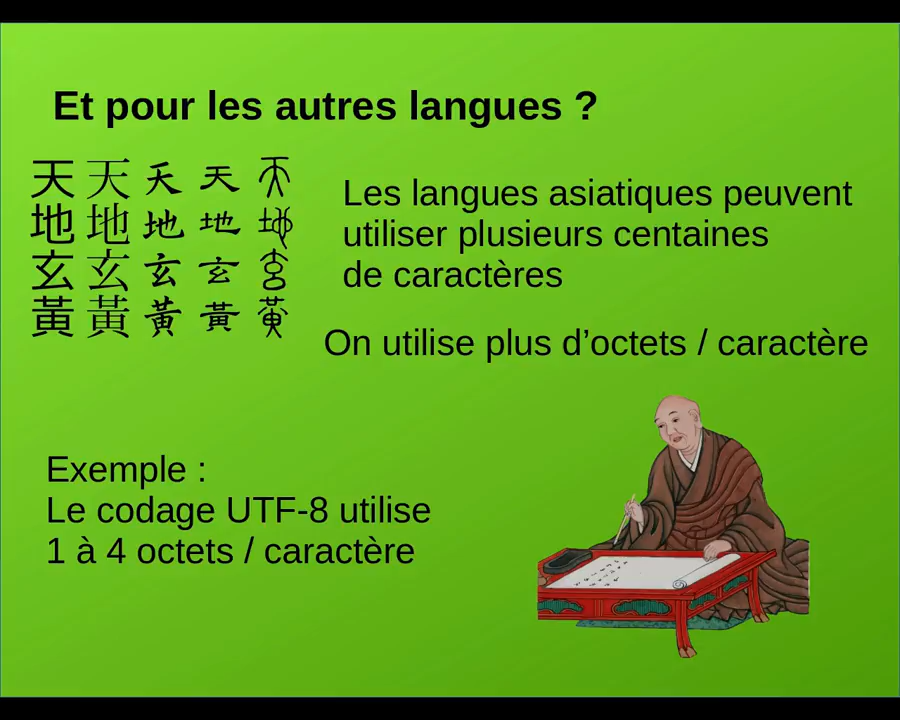 Et pour les autres langues ?
天天天天天
地地地地地
玄玄玄玄玄
黃黃黃黃黃
Les langues asiatiques peuvent
utiliser plusieurs centaines
de caractères
On utilise plus d’octets / caractère
Exemple :
Le codage UTF-8 utilise
1 à 4 octets / caractère